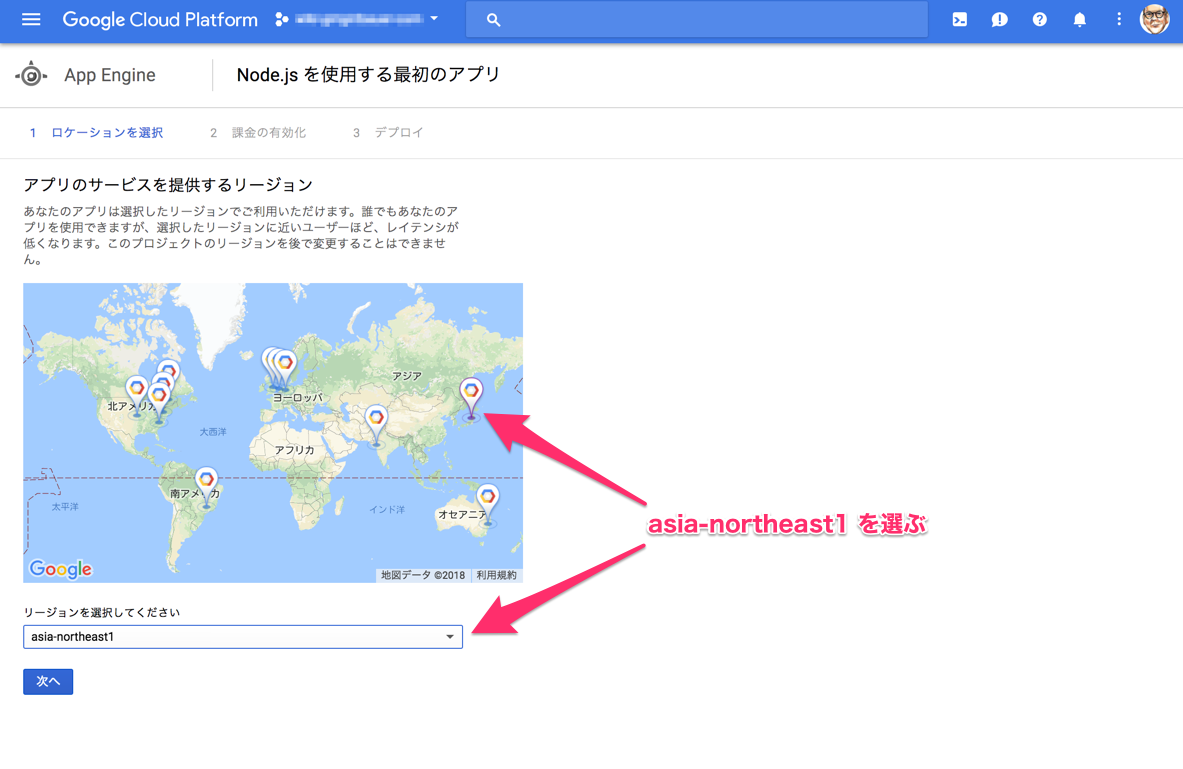 Google Cloud Platform
App Engine
Node.js を使用する最初のアプリ
1 ロケーションを選択 2 課金の有効化 3 デプロイ
アプリのサービスを提供するリージョン
あなたのアプリは選択したリージョンでご利用いただけます。誰でもあなたのア
プリを使用できますが、選択したリージョンに近いユーザーほど、レイテンシが
低くなります。このプロジェクトのリージョンを後で変更することはできませ
ん。
アジア
ヨーロッパ
北アメリカ
大西洋
アフリカ
南アメリカ
太平洋
インド洋
オセアニア
Google
地図データ ©2018 利用規約
asia-northeast1 を選ぶ
リージョンを選択してください
asia-northeast1
次へ